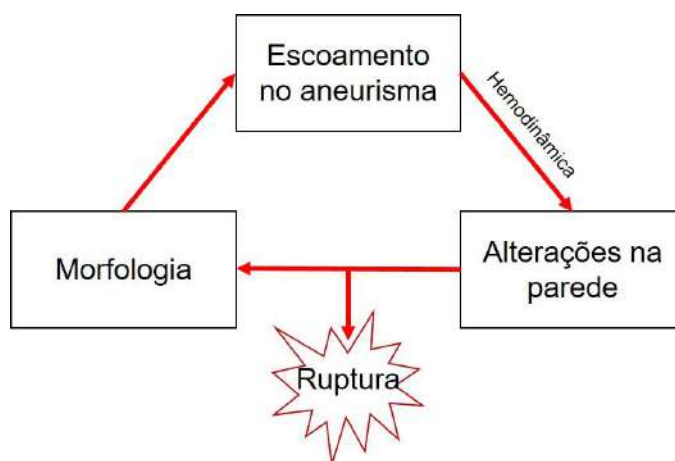 Escoamento
no aneurisma
Hemodinâmica
Morfologia
Alterações na
parede
Ruptura